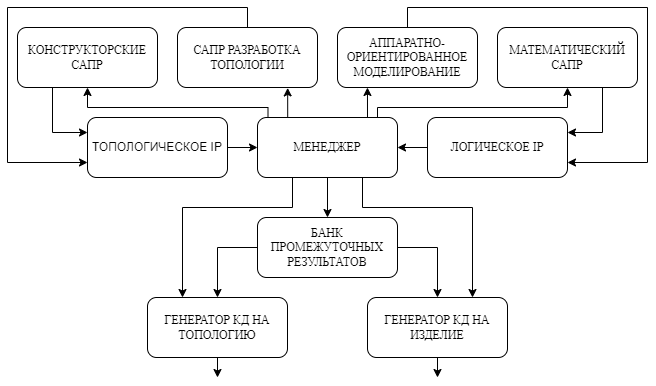 КОНСТРУКТОРСКИЕ
САПР
САПР РАЗРАБОТКА
ТОПОЛОГИИ
АППАРАТНО-
ОРИЕНТИРОВАННОЕ
МОДЕЛИРОВАНИЕ
МАТЕМАТИЧЕСКИЙ
САПР
ТОПОЛОГИЧЕСКОЕ IP
МЕНЕДЖЕР
ЛОГИЧЕСКОЕ IP
БАНК
ПРОМЕЖУТОЧНЫХ
РЕЗУЛЬТАТОВ
ГЕНЕРАТОР КД НА
ТОПОЛОГИЮ
ГЕНЕРАТОР КД НА
ИЗДЕЛИЕ